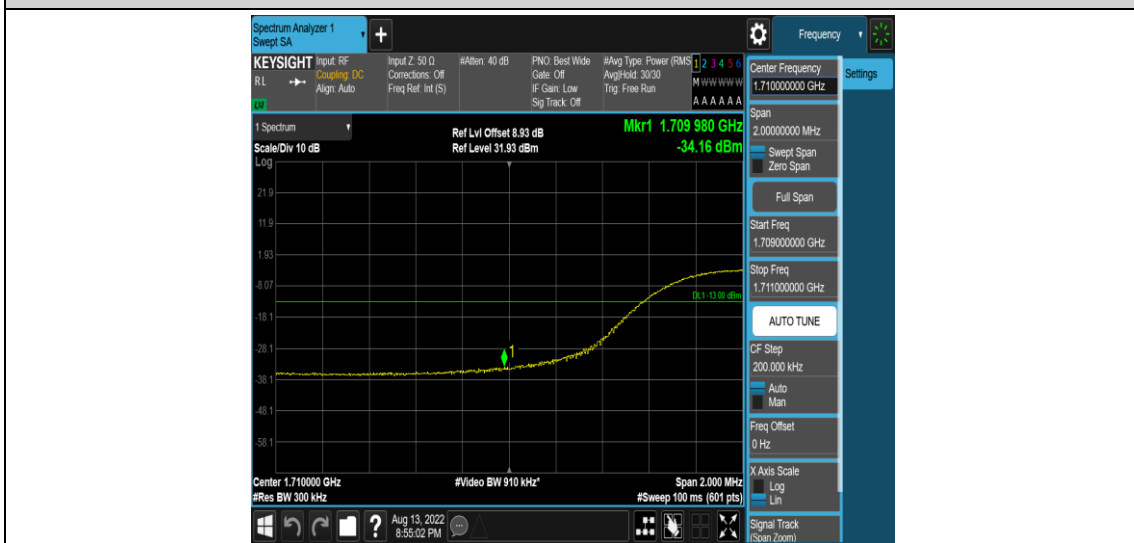 Spectrum Analyzer 1
Swept SA
+
Frequency
KEYSIGHT
RL
LXI
Input: RF
Coupling: DC
Align: Auto
Input Z: 50 Ω
Corrections: Off
Freq Ref: Int (S)
#Atten: 40 dB
PNO: Best Wide
Gate: Off
IF Gain: Low
Sig Track: Off
#Avg Type: Power (RMS
Avg|Hold: 30/30
Trig: Free Run
1 2 3 4 5 6
M W W W W W
A A A A A A
1 Spectrum
Scale/Div 10 dB
Ref Lvl Offset 8.93 dB
Ref Level 31.93 dBm
Mkr1 1.709 980 GHz
-34.16 dBm
Log
21.9
11.9
1.93
-8.07
-18.1
-28.1
-38.1
-48.1
-58.1
DL1 -13.00 dBm
1
Center 1.710000 GHz
#Res BW 300 kHz
#Video BW 910 kHz*
Span 2.000 MHz
#Sweep 100 ms (601 pts)
Center Frequency
1.710000000 GHz
Settings
Span
2.00000000 MHz
Swept Span
Zero Span
Full Span
Start Freq
1.709000000 GHz
Stop Freq
1.711000000 GHz
AUTO TUNE
CF Step
200.000 kHz
Auto
Man
Freq Offset
0 Hz
X Axis Scale
Log
Lin
Signal Track
(Span Zoom)
?
Aug 13, 2022
8:55:02 PM